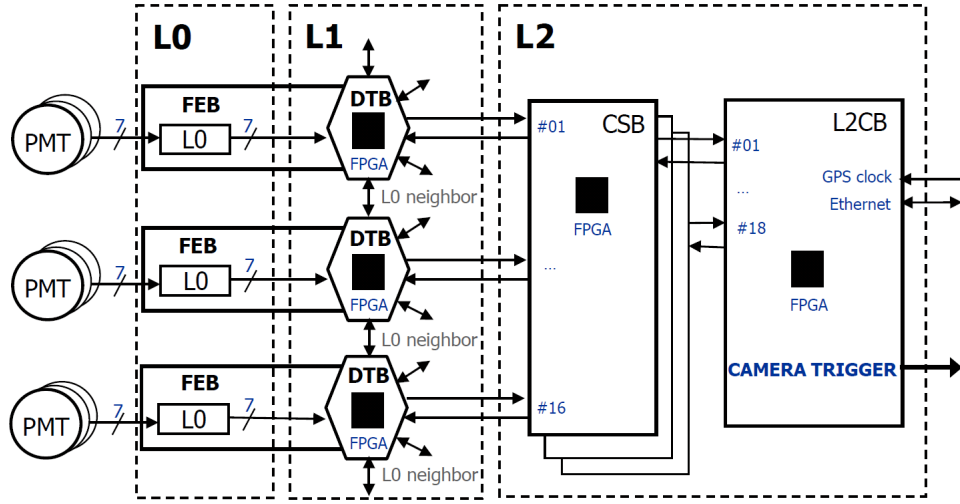 L0
L1
L2
PMT
7
FEB
L0
7
DTB
FPGA
L0 neighbor
PMT
7
FEB
L0
7
DTB
FPGA
L0 neighbor
PMT
7
FEB
L0
7
DTB
FPGA
L0 neighbor
CSB
#01
FPGA
...
#16
L2CB
#01
GPS clock
...
Ethernet
#18
FPGA
CAMERA TRIGGER